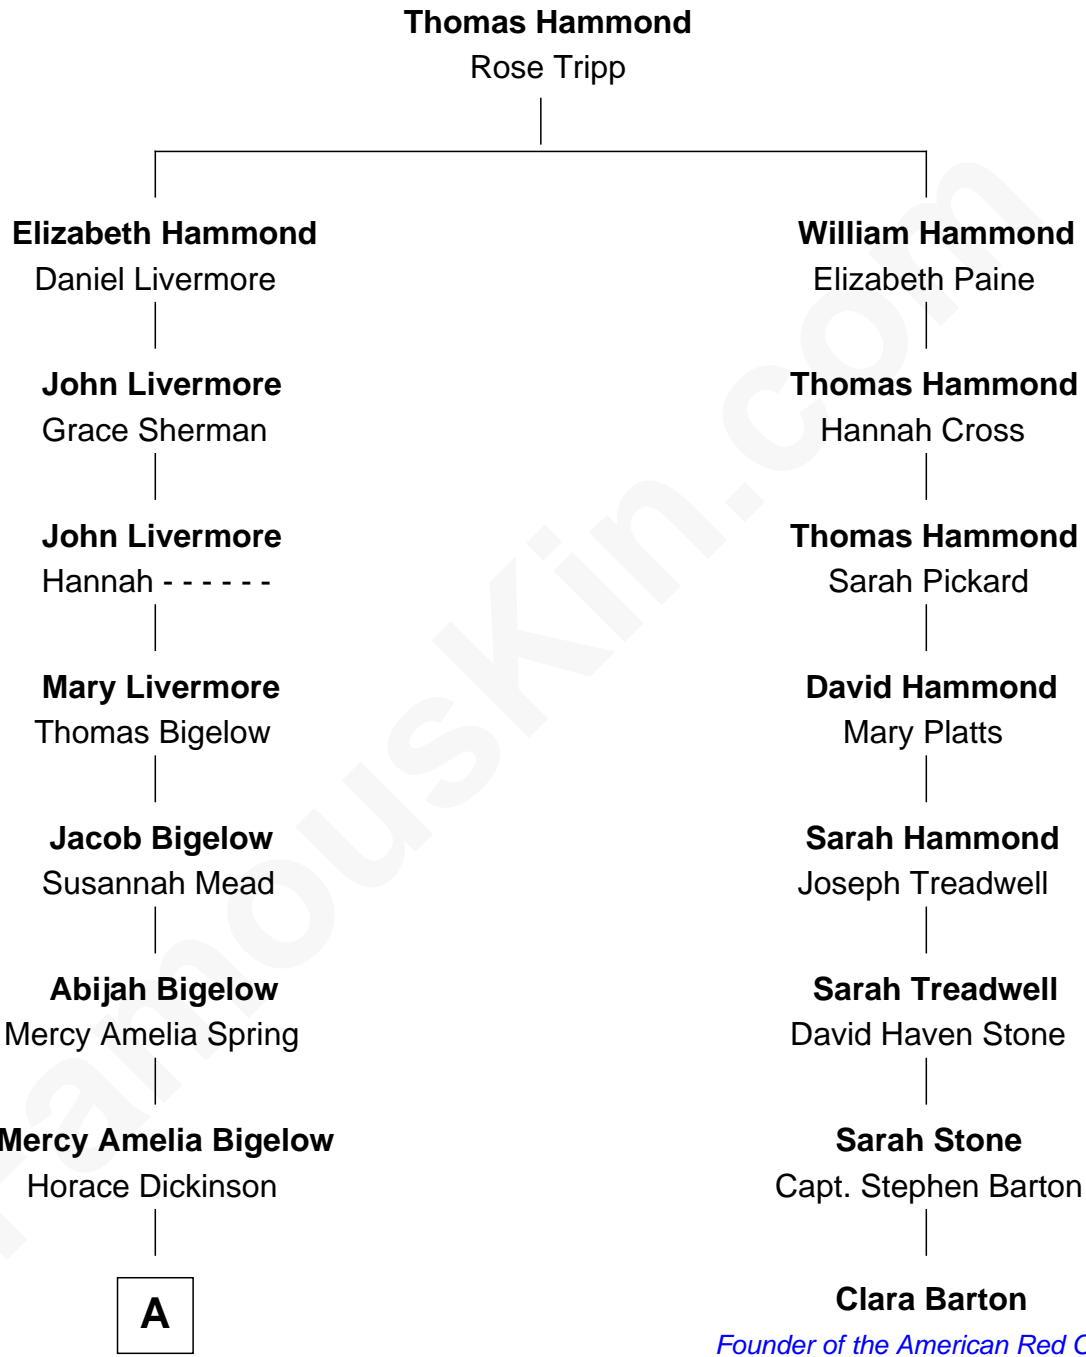 Thomas Hammond
Rose Tripp
Elizabeth Hammond
Daniel Livermore
William Hammond
Elizabeth Paine
John Livermore
Grace Sherman
Thomas Hammond
Hannah Cross
John Livermore
Hannah - - - - - -
Thomas Hammond
Sarah Pickard
Mary Livermore
Thomas Bigelow
David Hammond
Mary Platts
Jacob Bigelow
Susannah Mead
Sarah Hammond
Joseph Treadwell
Abijah Bigelow
Mercy Amelia Spring
Sarah Treadwell
David Haven Stone
Mercy Amelia Bigelow
Horace Dickinson
Sarah Stone
Capt. Stephen Barton
A
Clara Barton
Founder of the American Red C
FamousKin.com